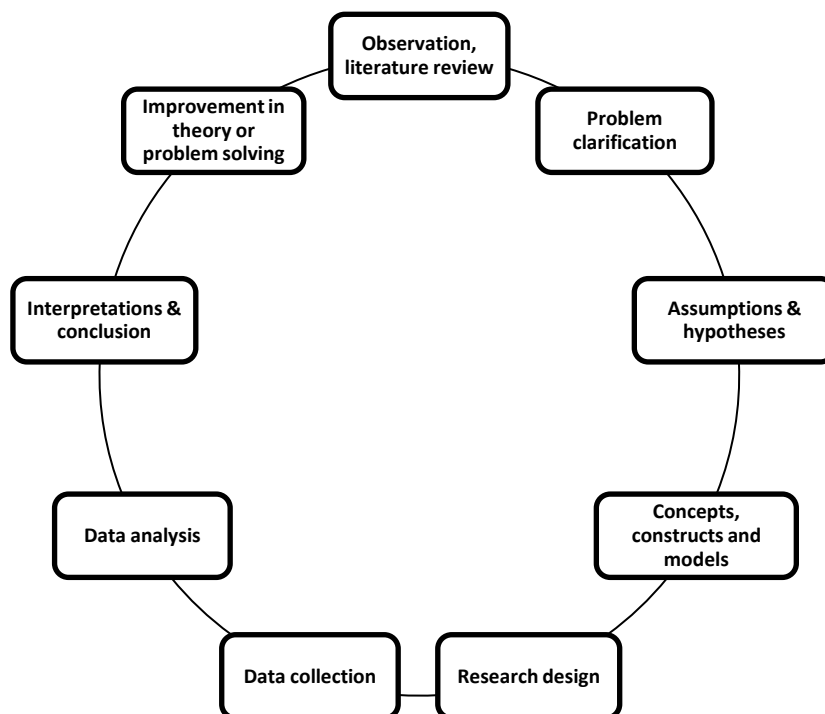 Observation,
literature review
Problem
clarification
Assumptions &
hypotheses
Concepts,
constructs and
models
Research design
Data collection
Data analysis
Interpretations &
conclusion
Improvement in
theory or
problem solving